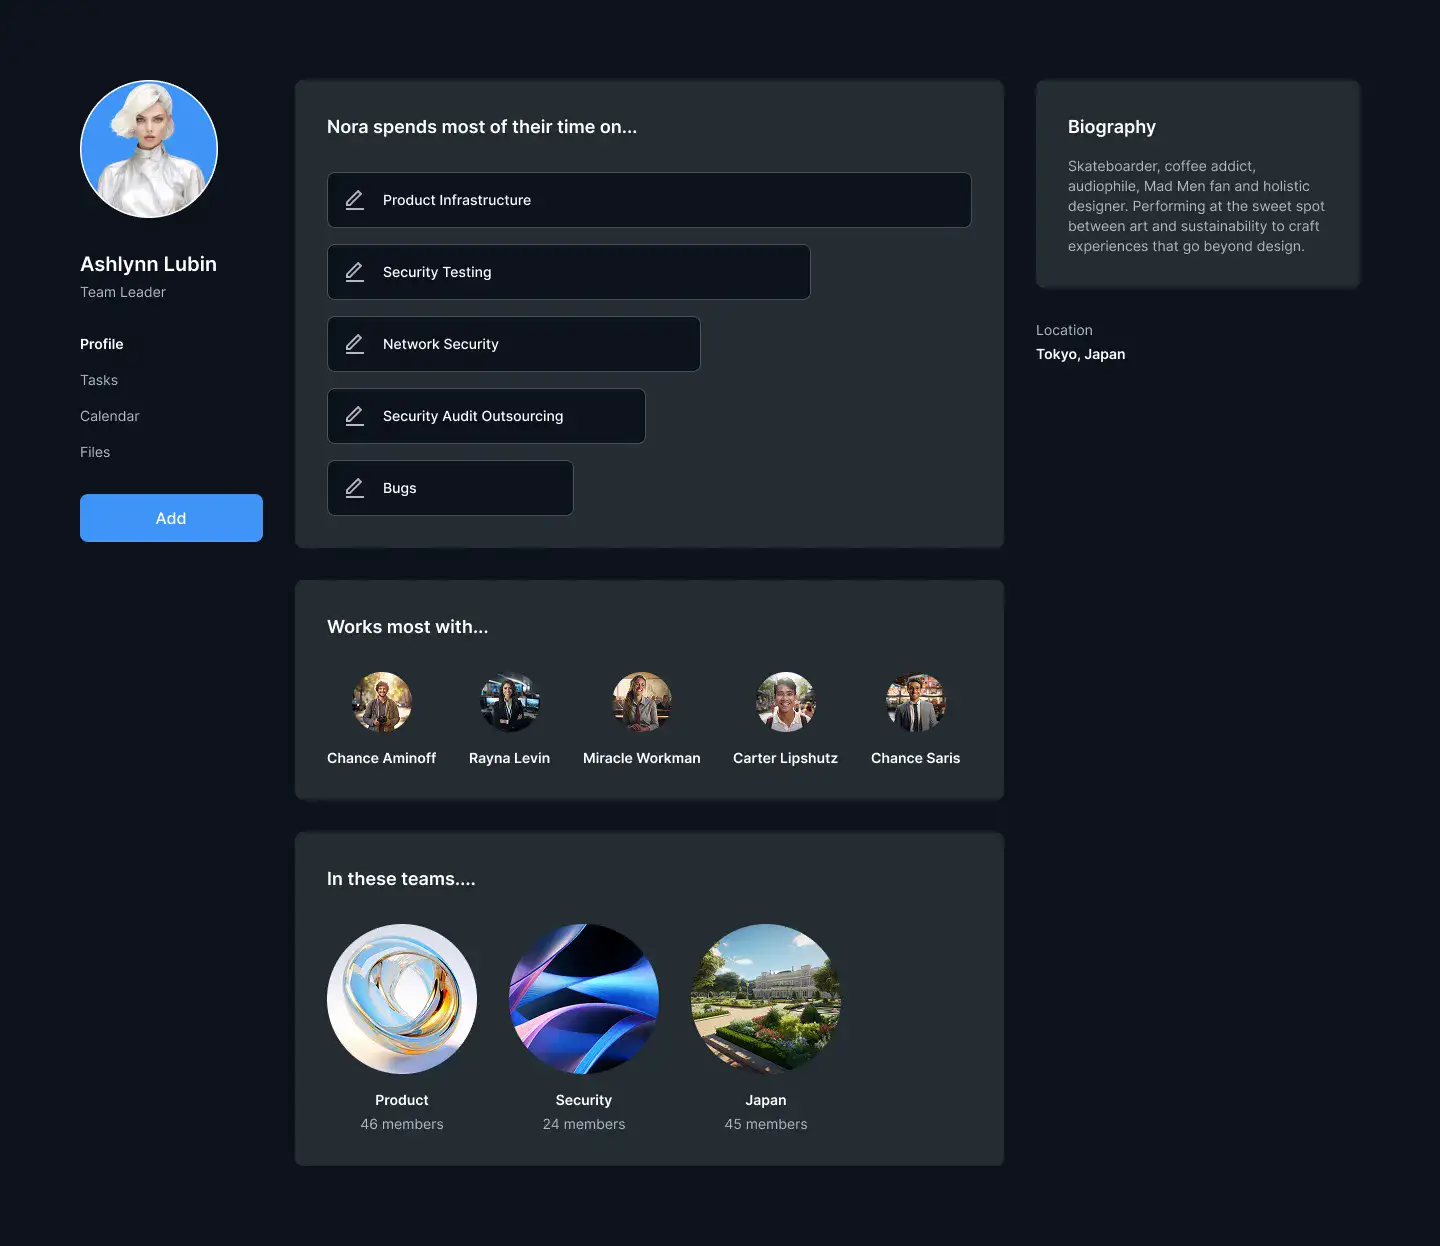 Ashlynn Lubin
Team Leader
Profile
Tasks
Calendar
Files
Add
Nora spends most of their time on...
Product Infrastructure
Security Testing
Network Security
Security Audit Outsourcing
Bugs
Works most with...
Chance Aminoff
Rayna Levin
Miracle Workman
Carter Lipshutz
Chance Saris
In these teams....
Product
46 members
Security
24 members
Japan
45 members
Biography
Skateboarder, coffee addict,
audiophile, Mad Men fan and holistic
designer. Performing at the sweet spot
between art and sustainability to craft
experiences that go beyond design.
Location
Tokyo, Japan